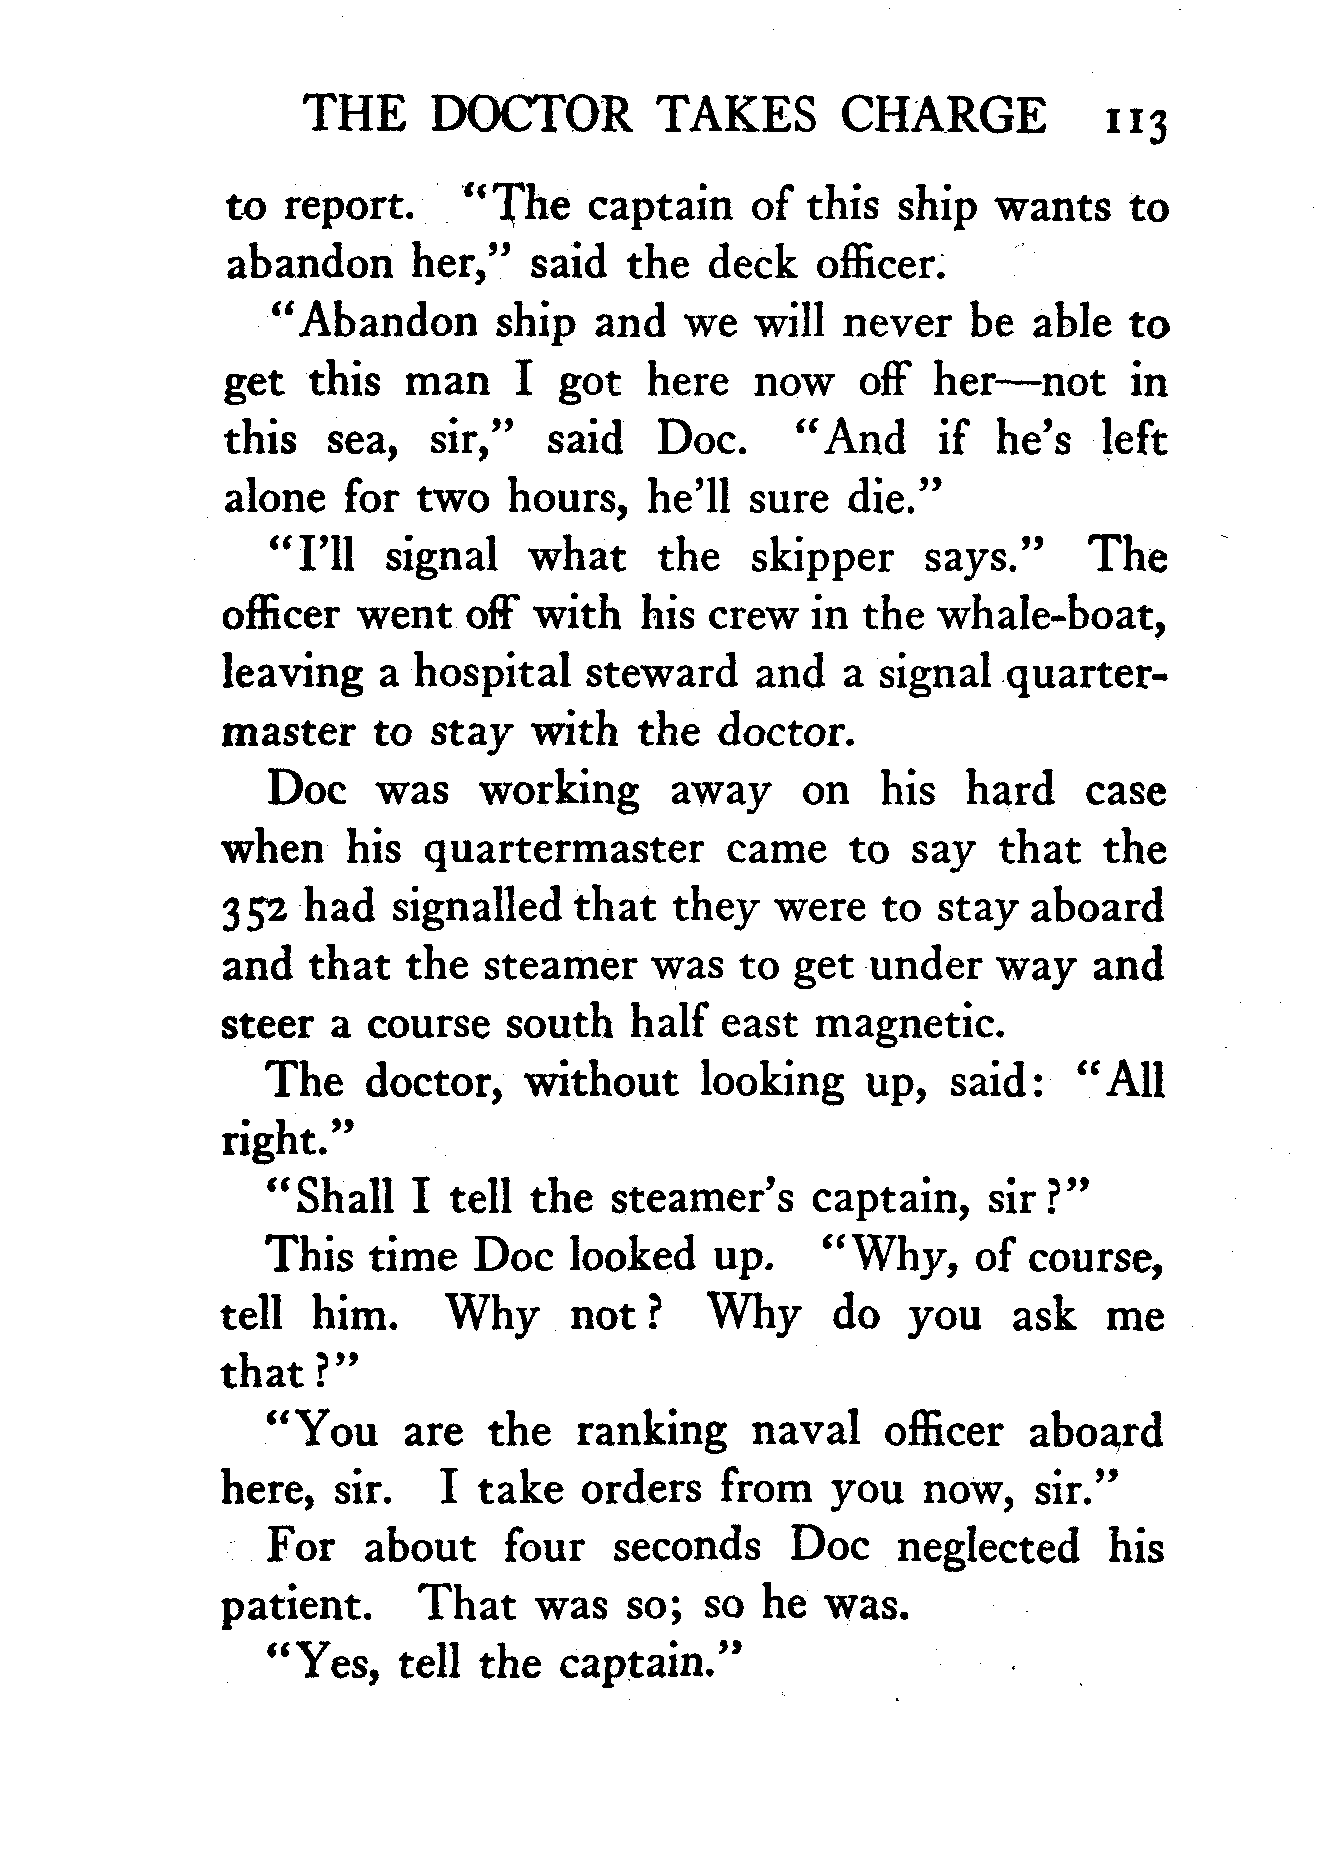 THE DOCTOR TAKES CHARGE 113
to report. “The captain of this ship wants to
abandon her,” said the deck officer.
“Abandon ship and we will never be able to
get this man I got here now off her—not in
this sea, sir,” said Doc. “And if he’s left
alone for two hours, he’ll sure die.”
“I’ll signal what the skipper says.” The
officer went off with his crew in the whale-boat,
leaving a hospital steward and a signal quarter-
master to stay with the doctor.
Doc was working away on his hard case
when his quartermaster came to say that the
352 had signalled that they were to stay aboard
and that the steamer was to get under way and
steer a course south half east magnetic.
The doctor, without looking up, said: “All
right.”
“Shall I tell the steamer’s captain, sir?”
This time Doc looked up. “Why, of course,
tell him. Why not? Why do you ask me
that?”
“You are the ranking naval officer aboard
here, sir. I take orders from you now, sir.”
For about four seconds Doc neglected his
patient. That was so; so he was.
“Yes, tell the captain.”